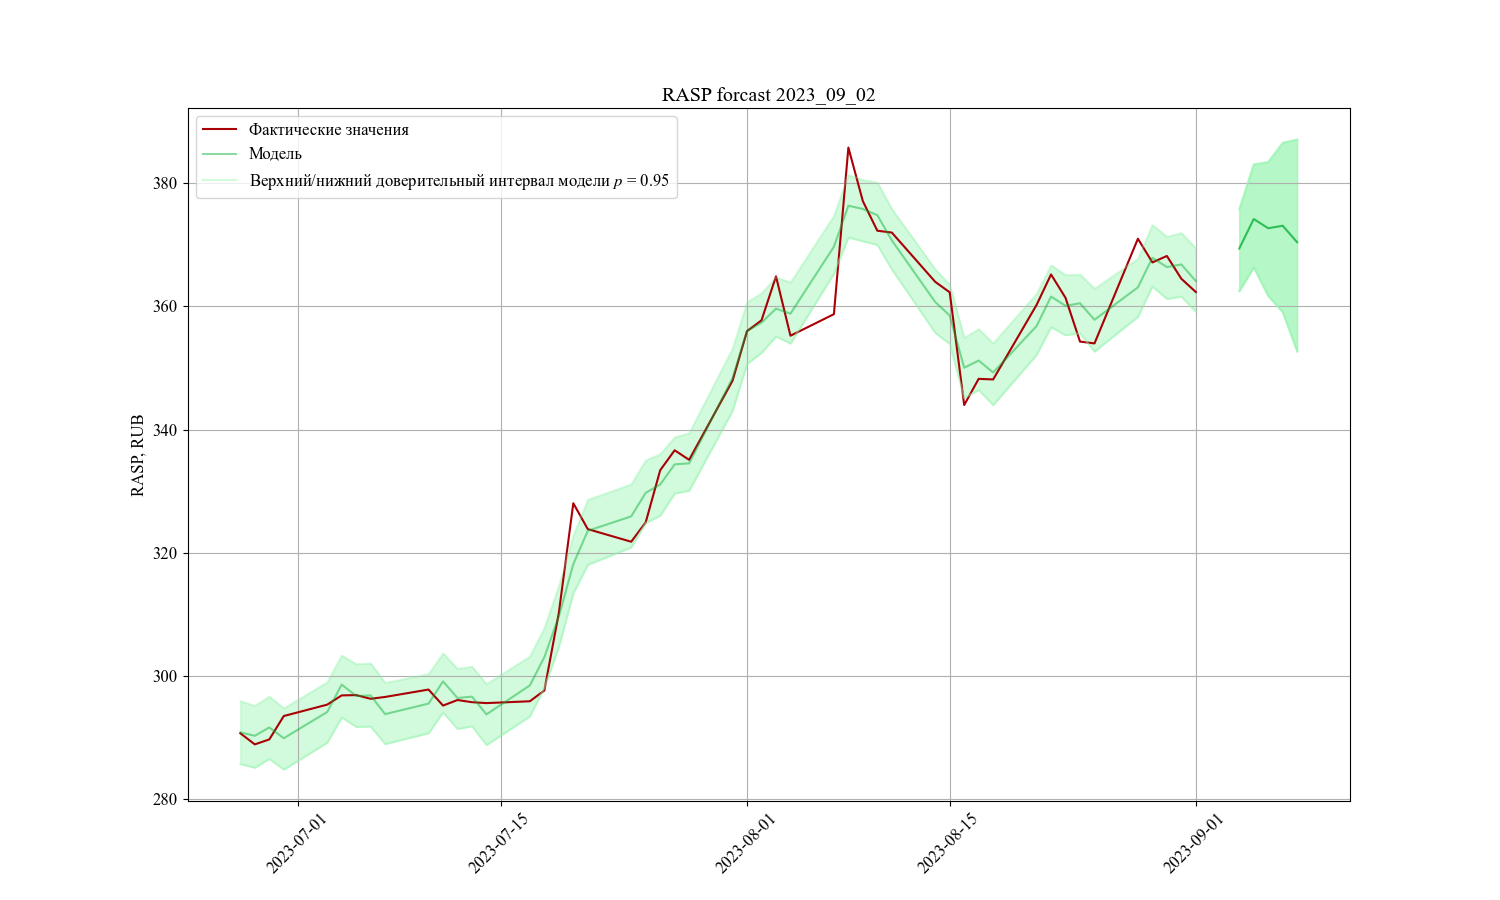 RASP forcast 2023_09_02
Фактические значения
Модель
Верхний/нижний доверительный интервал модели p = 0.95
RASP, RUB
380
360
340
320
300
280
2023-07-01
2023-07-15
2023-08-01
2023-08-15
2023-09-01